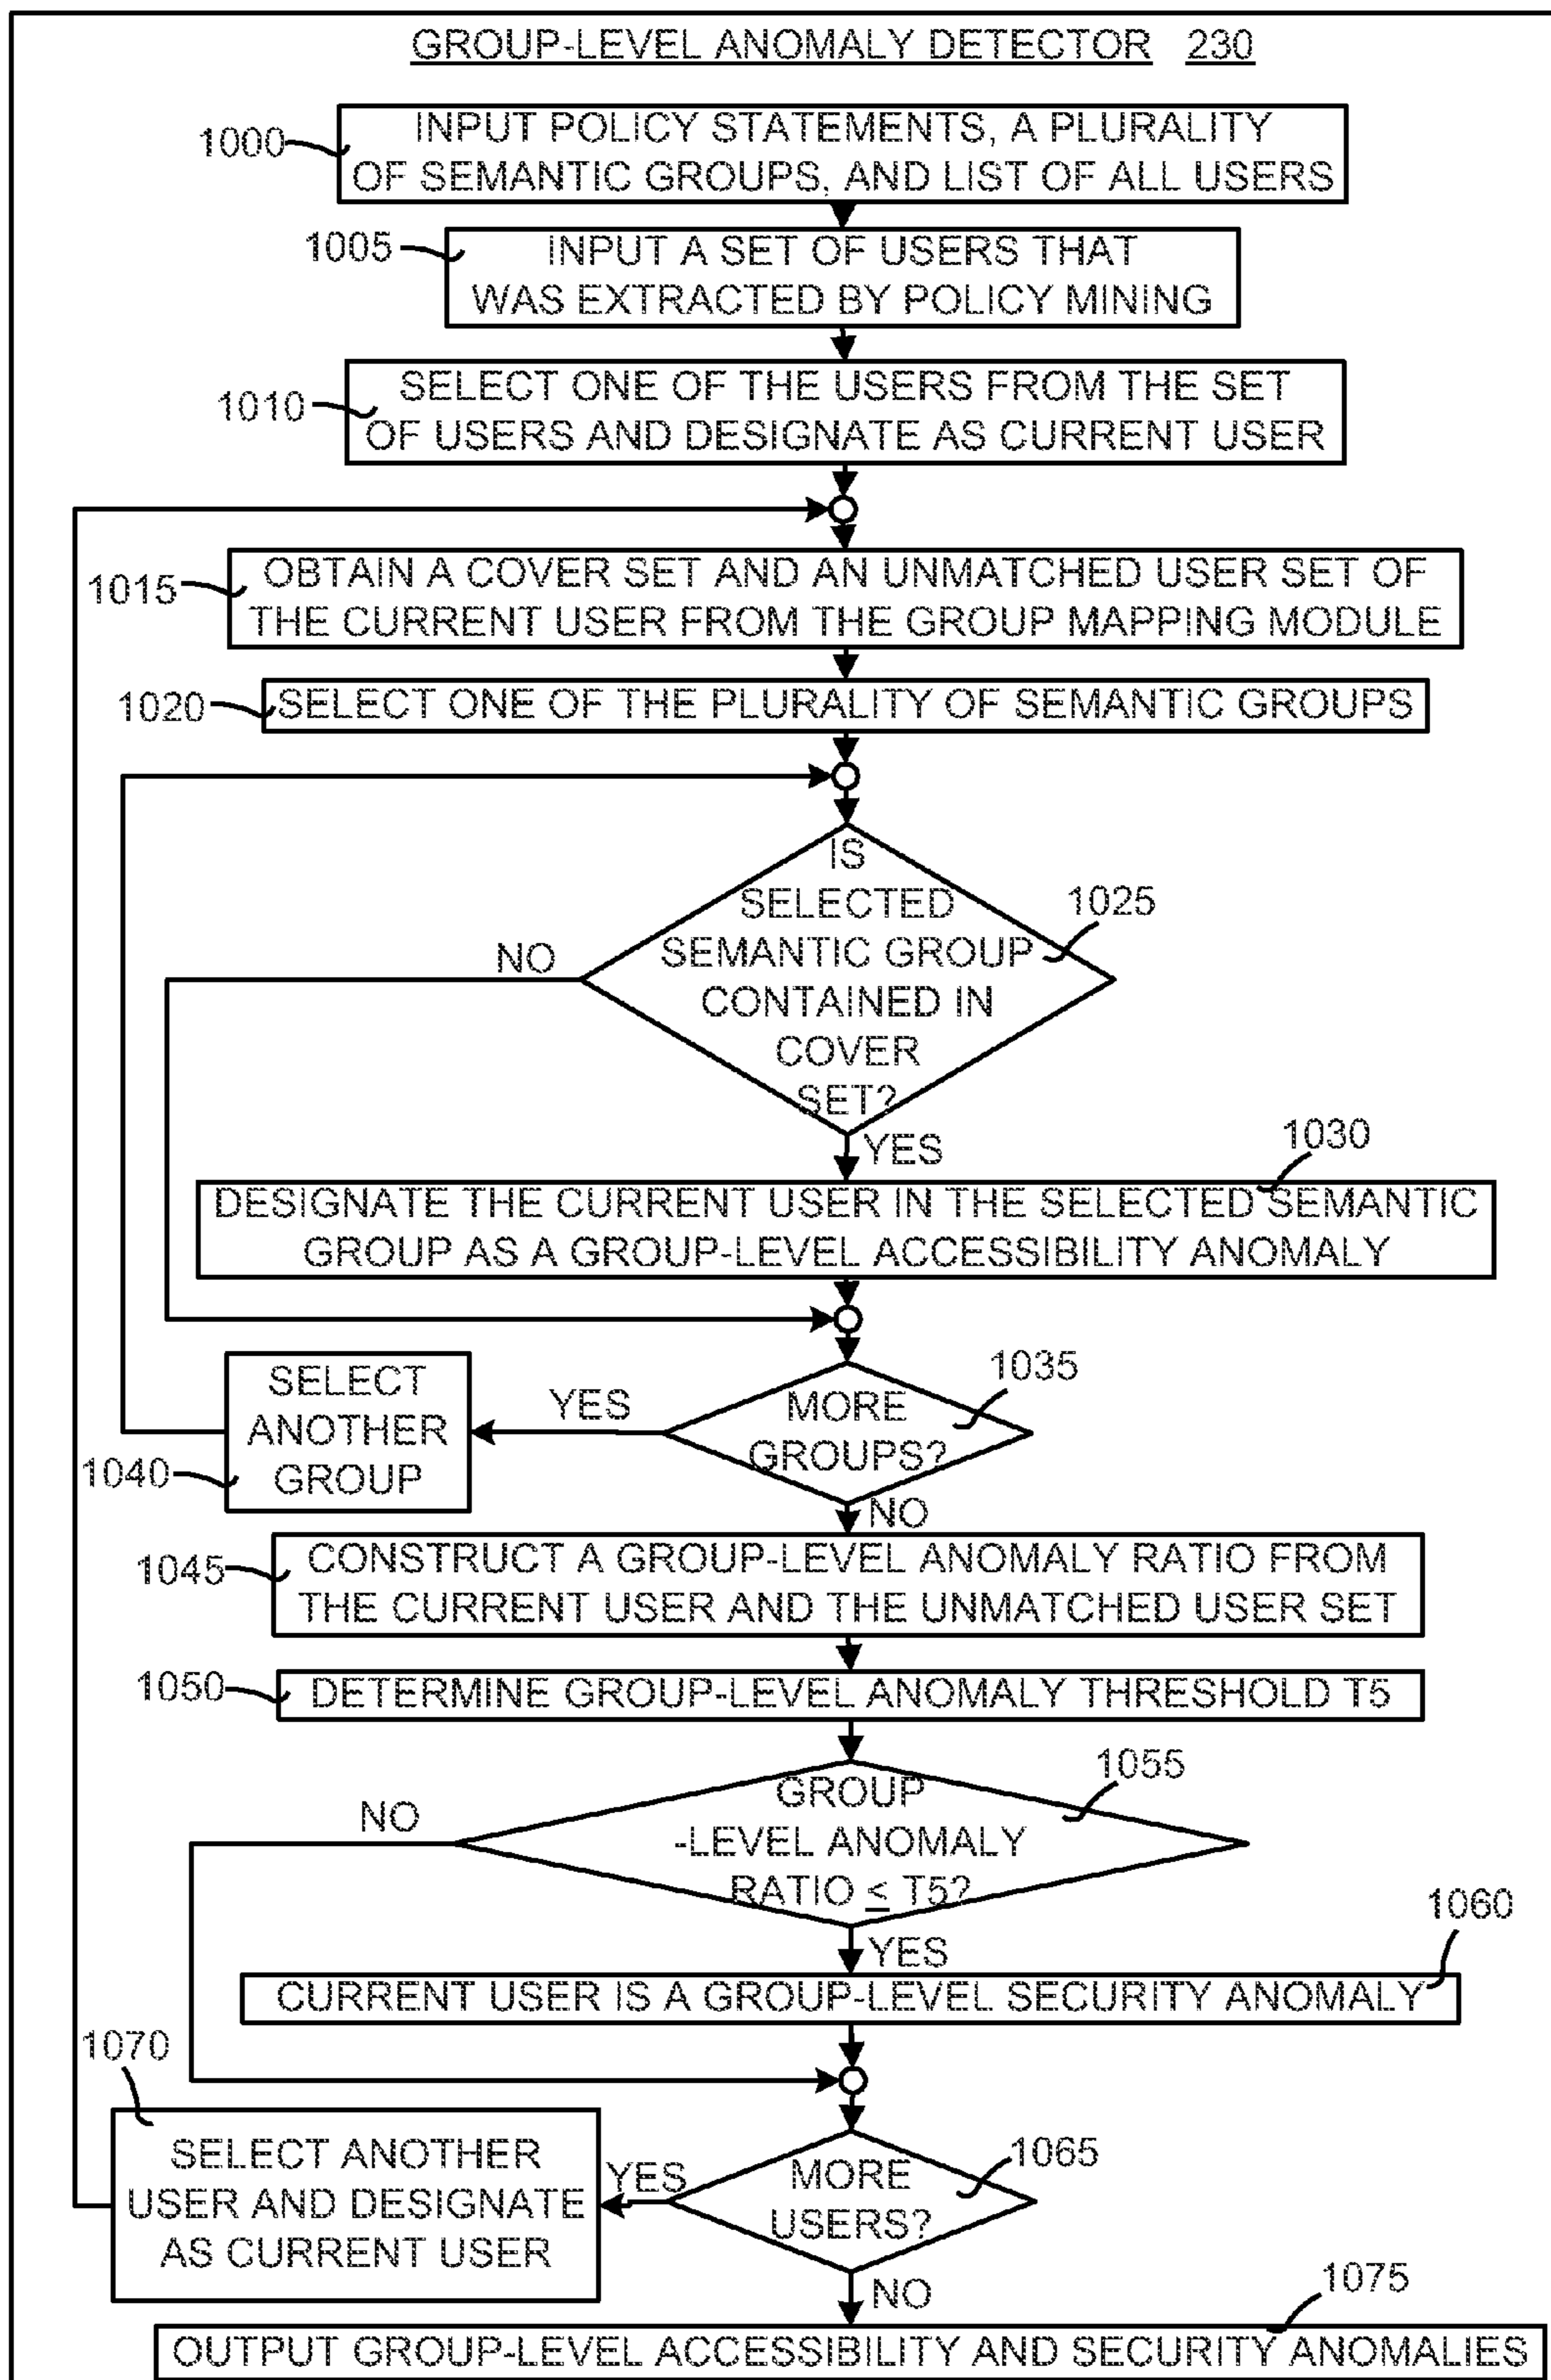 GROUP-LEVEL ANOMALY DETECTOR 230
1000
INPUT POLICY STATEMENTS, A PLURALITY
OF SEMANTIC GROUPS, AND LIST OF ALL USERS
1005
INPUT A SET OF USERS THAT
WAS EXTRACTED BY POLICY MINING
1010
SELECT ONE OF THE USERS FROM THE SET
OF USERS AND DESIGNATE AS CURRENT USER
1015
OBTAIN A COVER SET AND AN UNMATCHED USER SET OF
THE CURRENT USER FROM THE GROUP MAPPING MODULE
1020
SELECT ONE OF THE PLURALITY OF SEMANTIC GROUPS
IS
SELECTED
SEMANTIC GROUP
CONTAINED IN
COVER
SET?
1025
NO
YES
1030
DESIGNATE THE CURRENT USER IN THE SELECTED SEMANTIC
GROUP AS A GROUP-LEVEL ACCESSIBILITY ANOMALY
1035
MORE
GROUPS?
YES
SELECT
ANOTHER
GROUP
1040
NO
1045
CONSTRUCT A GROUP-LEVEL ANOMALY RATIO FROM
THE CURRENT USER AND THE UNMATCHED USER SET
1050
DETERMINE GROUP-LEVEL ANOMALY THRESHOLD T5
1055
GROUP
-LEVEL ANOMALY
RATIO ≤ T5?
NO
YES
1060
CURRENT USER IS A GROUP-LEVEL SECURITY ANOMALY
1070
SELECT ANOTHER
USER AND DESIGNATE
AS CURRENT USER
YES
MORE
USERS?
1065
NO
1075
OUTPUT GROUP-LEVEL ACCESSIBILITY AND SECURITY ANOMALIES